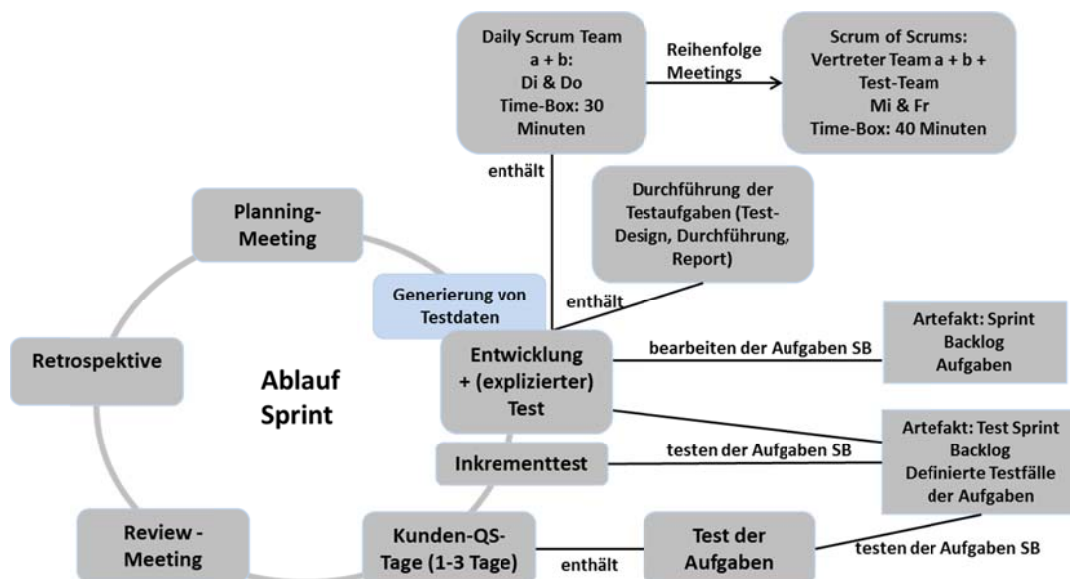 Daily Scrum Team
a + b:
Di & Do
Time-Box: 30
Minuten
Reihenfolge
Meetings
Scrum of Scrums:
Vertreter Team a + b +
Test-Team
Mi & Fr
Time-Box: 40 Minuten
enthält
Durchführung der
Testaufgaben (Test-
Design, Durchführung,
Report)
enthält
Planning-
Meeting
Generierung von
Testdaten
Retrospektive
Ablauf
Sprint
Entwicklung
+ (explizierter)
Test
bearbeiten der Aufgaben SB
Artefakt: Sprint
Backlog
Aufgaben
Inkrementtest
testen der Aufgaben SB
Artefakt: Test Sprint
Backlog
Definierte Testfälle
der Aufgaben
Review -
Meeting
Kunden-QS-
Tage (1-3 Tage)
enthält
Test der
Aufgaben
testen der Aufgaben SB